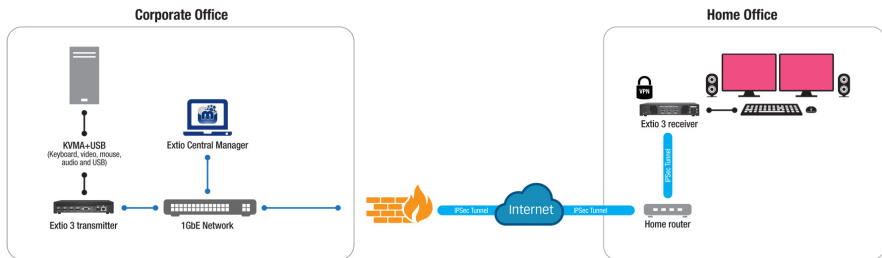 Corporate Office
Home Office
VPN
KVMA+USB
(Keyboard, video, mouse,
audio and USB)
Extio Central Manager
Extio 3 receiver
IPSec Tunnel
Extio 3 transmitter
1GbE Network
IPSec Tunnel
Internet
IPSec Tunnel
Home router